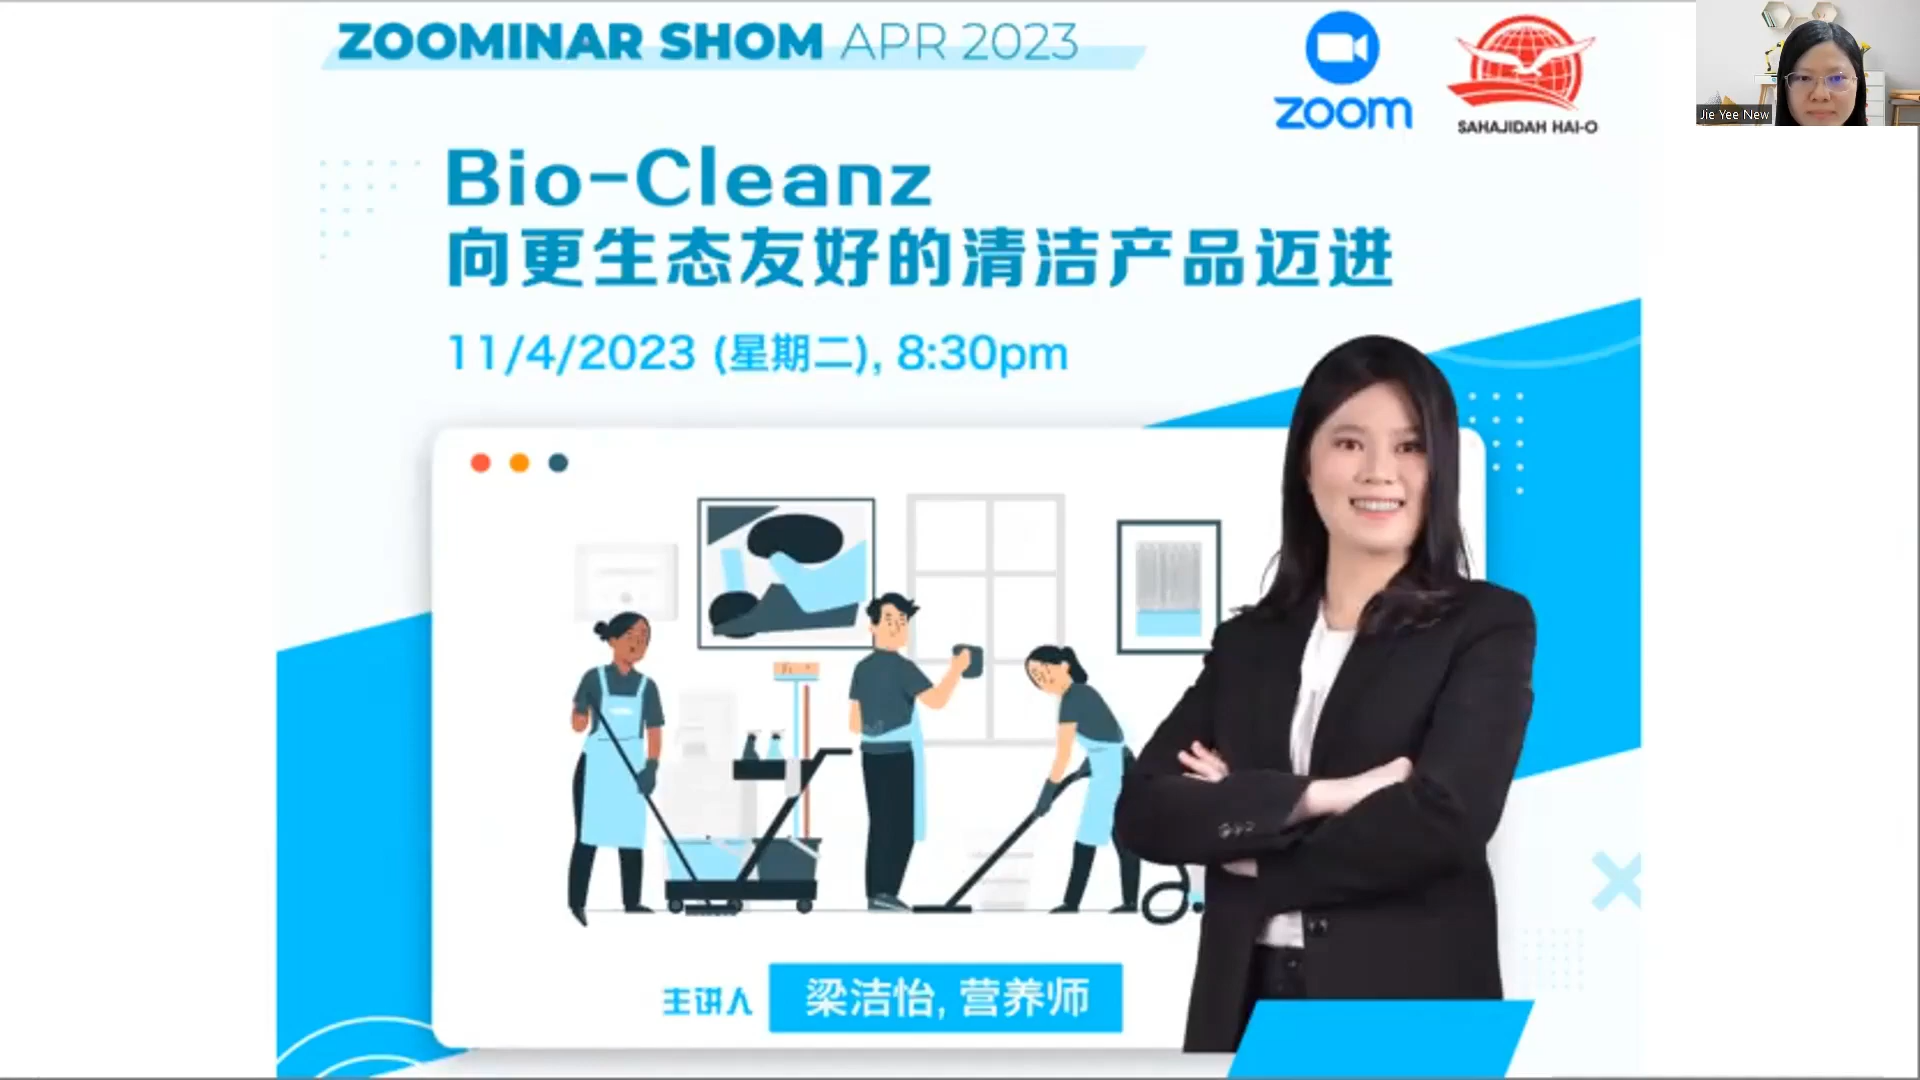 ZOOMINAR SHOM APR 2023
zoom
SAHAJIDAH HAI-O
Jie Yee New
Bio-Cleanz
向更生态友好的清洁产品迈进
11/4/2023 (星期二), 8:30pm
主讲人 梁洁怡, 营养师